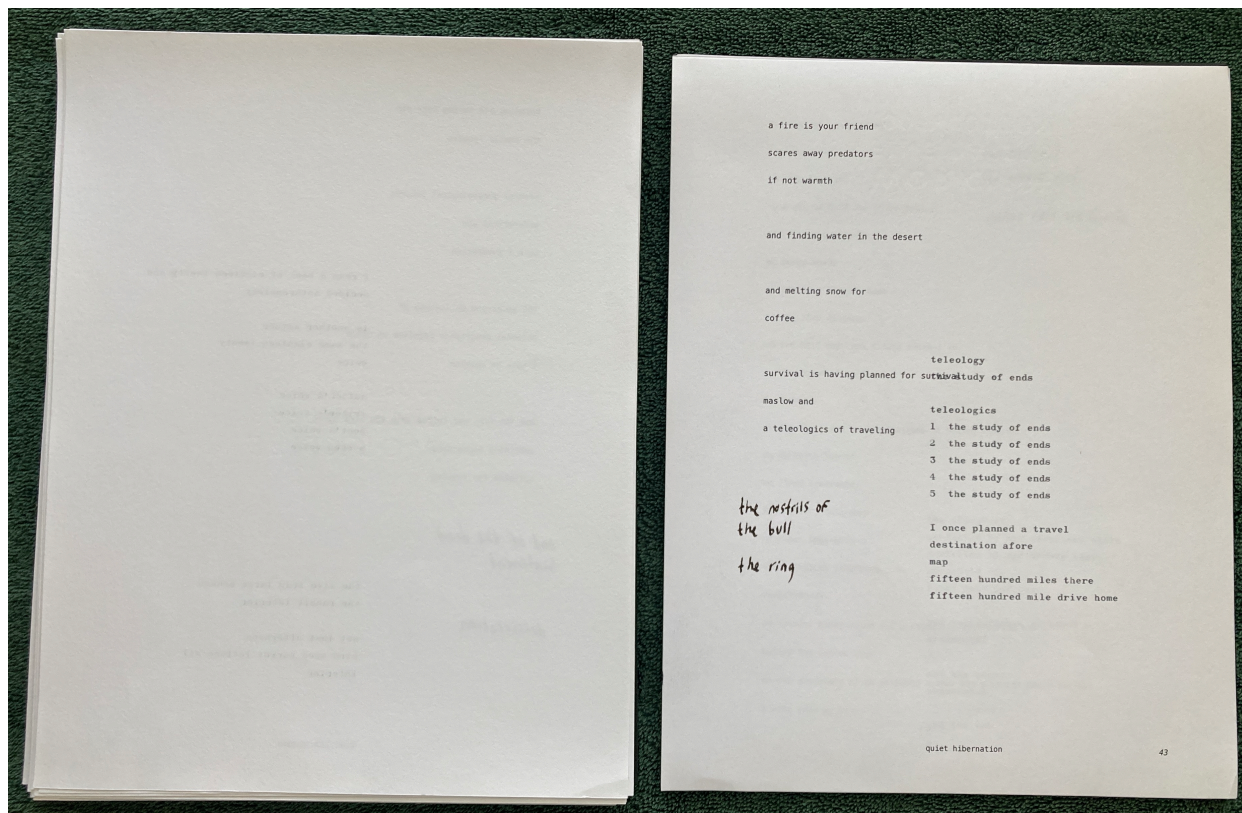 a fire is your friend
scares away predators
if not warmth
and finding water in the desert
and melting snow for
coffee
survival is having planned for survival
maslow and
a teleologics of traveling
teleology
the study of ends
teleologics
1 the study of ends
2 the study of ends
3 the study of ends
4 the study of ends
5 the study of ends
I once planned a travel
destination afore
map
fifteen hundred miles there
fifteen hundred mile drive home
the nostrils of
the bull
the ring
quiet hibernation
43